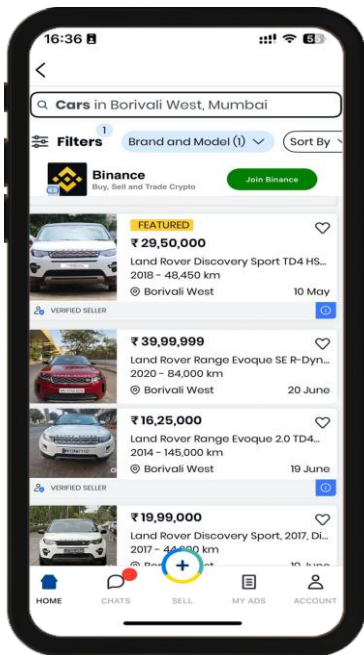 16:36
55
Cars in Borivali West, Mumbai
1
Filters
Brand and Model (1)
Sort By
Binance
Buy, Sell and Trade Crypto
Join Binance
FEATURED
₹ 29,50,000
Land Rover Discovery Sport TD4 HS...
2018 - 48,450 km
Borivali West
10 May
VERIFIED SELLER
₹ 39,99,999
Land Rover Range Evoque SE R-Dyn...
2020 - 84,000 km
Borivali West
20 June
₹ 16,25,000
Land Rover Range Evoque 2.0 TD4...
2014 - 145,000 km
Borivali West
19 June
VERIFIED SELLER
₹ 19,99,000
Land Rover Discovery Sport, 2017, Di...
2017 - km
HOME
CHATS
SELL
MY ADS
ACCOUNT